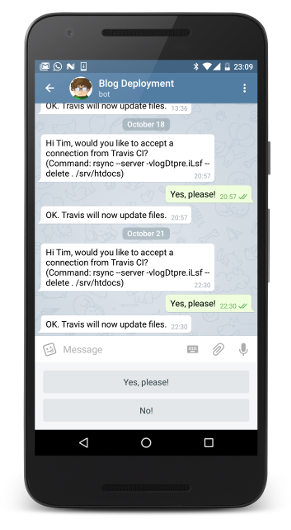 23:09
Blog Deployment
bot
OK. Travis will now update files. 13:36
October 18
Hi Tim, would you like to accept a
connection from Travis CI?
(Command: rsync --server -vlogDtpre.iLsf --
delete . /srv/htdocs)
20:57
Yes, please! 20:57
OK. Travis will now update files. 20:57
October 21
Hi Tim, would you like to accept a
connection from Travis CI?
(Command: rsync --server -vlogDtpre.iLsf --
delete . /srv/htdocs)
22:30
Yes, please! 22:30
OK. Travis will now update files. 22:30
Message
Yes, please!
No!